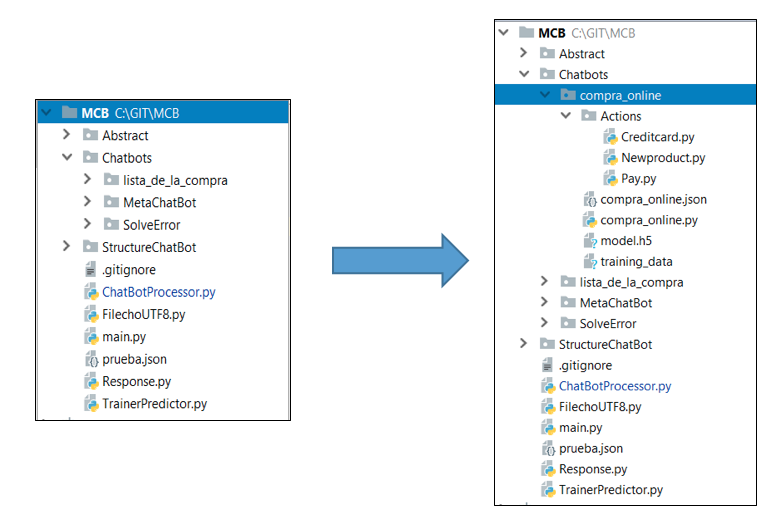 MCB C:\GIT\MCB
Abstract
Chatbots
lista_de_la_compra
MetaChatBot
SolveError
StructureChatBot
.gitignore
ChatBotProcessor.py
FilechoUTF8.py
main.py
prueba.json
Response.py
TrainerPredictor.py
MCB C:\GIT\MCB
Abstract
Chatbots
compra_online
Actions
Creditcard.py
Newproduct.py
Pay.py
compra_online.json
compra_online.py
model.h5
training_data
lista_de_la_compra
MetaChatBot
SolveError
StructureChatBot
.gitignore
ChatBotProcessor.py
FilechoUTF8.py
main.py
prueba.json
Response.py
TrainerPredictor.py